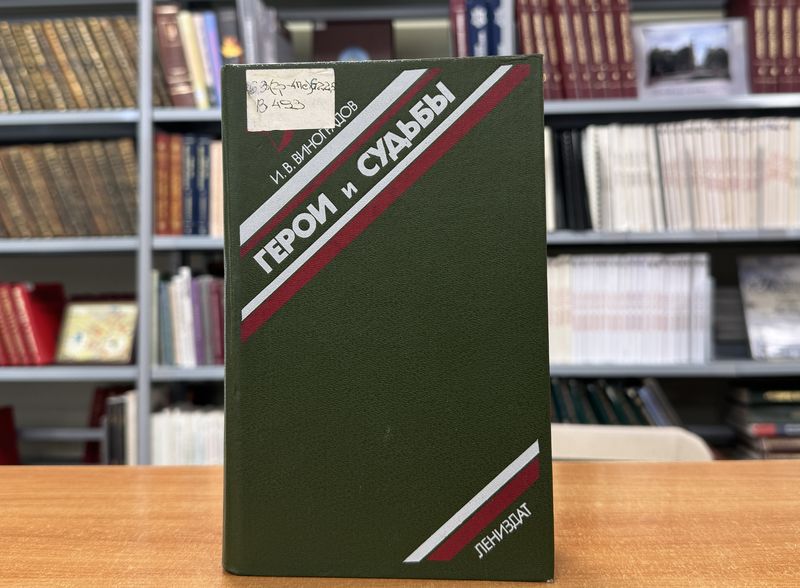 В 493
И. В. ВИНОГРАДОВ
ГЕРОИ и СУДЬБЫ
ЛЕНИЗДАТ